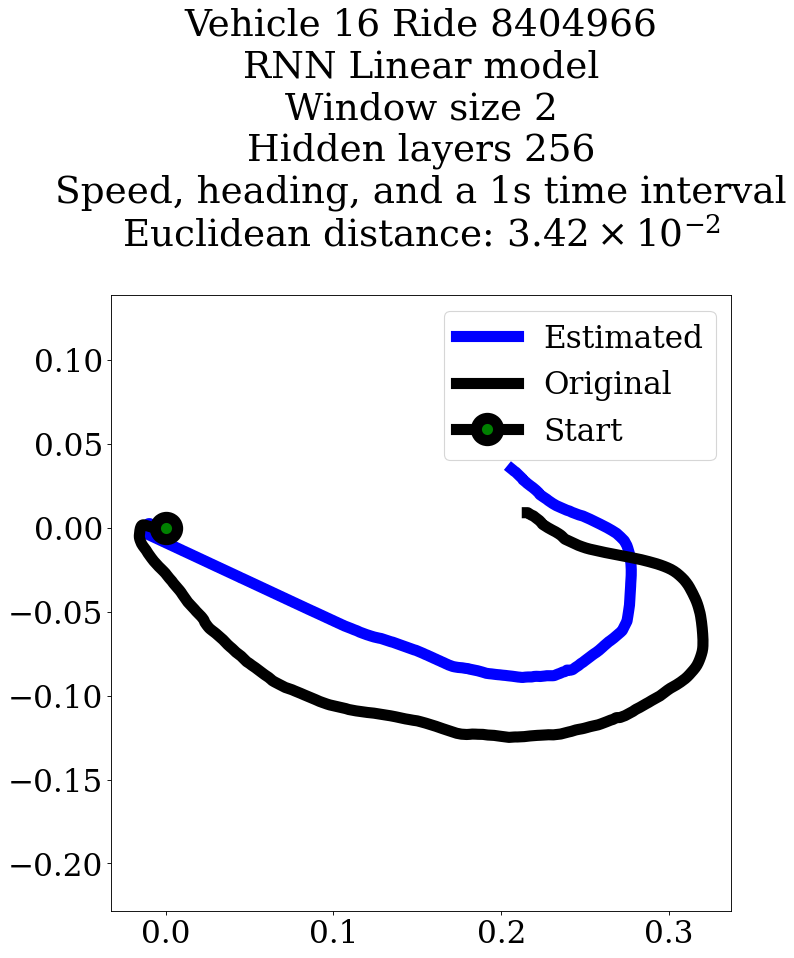 Vehicle 16 Ride 8404966
RNN Linear model
Window size 2
Hidden layers 256
Speed, heading, and a 1s time interval
Euclidean distance: 3.42 × 10⁻²
Estimated
Original
Start
0.10
0.05
0.00
−0.05
−0.10
−0.15
−0.20
0.0 0.1 0.2 0.3